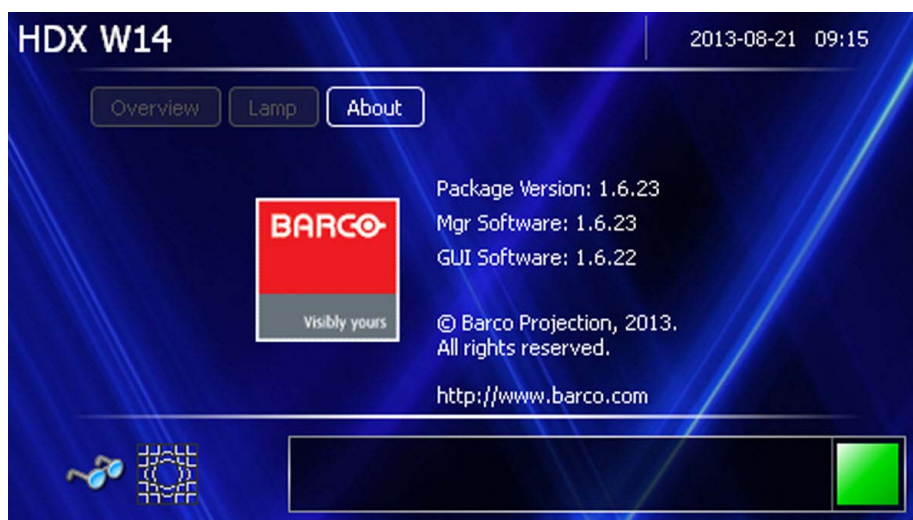 HDX W14
2013-08-21 09:15
Overview Lamp About
Package Version: 1.6.23
Mgr Software: 1.6.23
GUI Software: 1.6.22
BARCO
Visibly yours
© Barco Projection, 2013.
All rights reserved.
http://www.barco.com